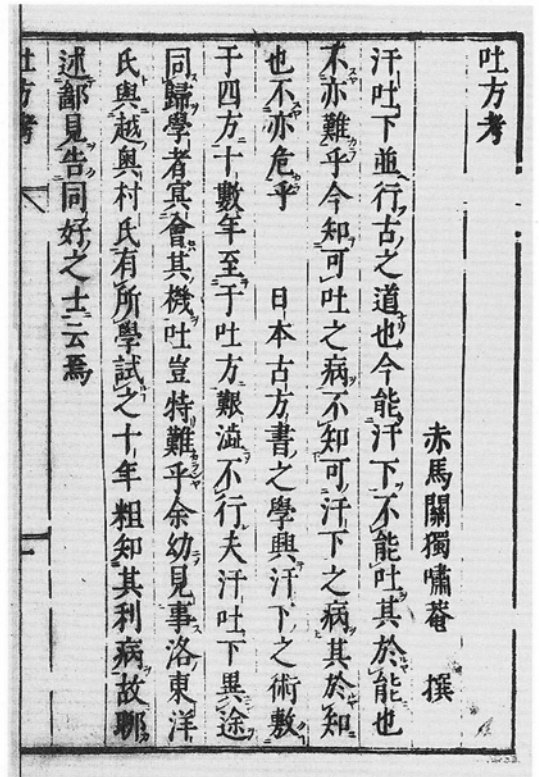 吐方考
赤馬關獨嘯菴 撰
汗吐下並行古之道也今能汗下不能吐其於能也
不亦難乎今知可吐之病不知可汗下之病其於知
也不亦危乎 日本古方書之學興汗下之術敷
于四方十數年至于吐方艱澁不行夫汗吐下異途
同歸學者寅會其機吐豈特難乎余幼見事洛東洋
氏與越奧村氏有所學試之十年粗知其利病故聊
述鄙見告同好之士云焉
吐方考